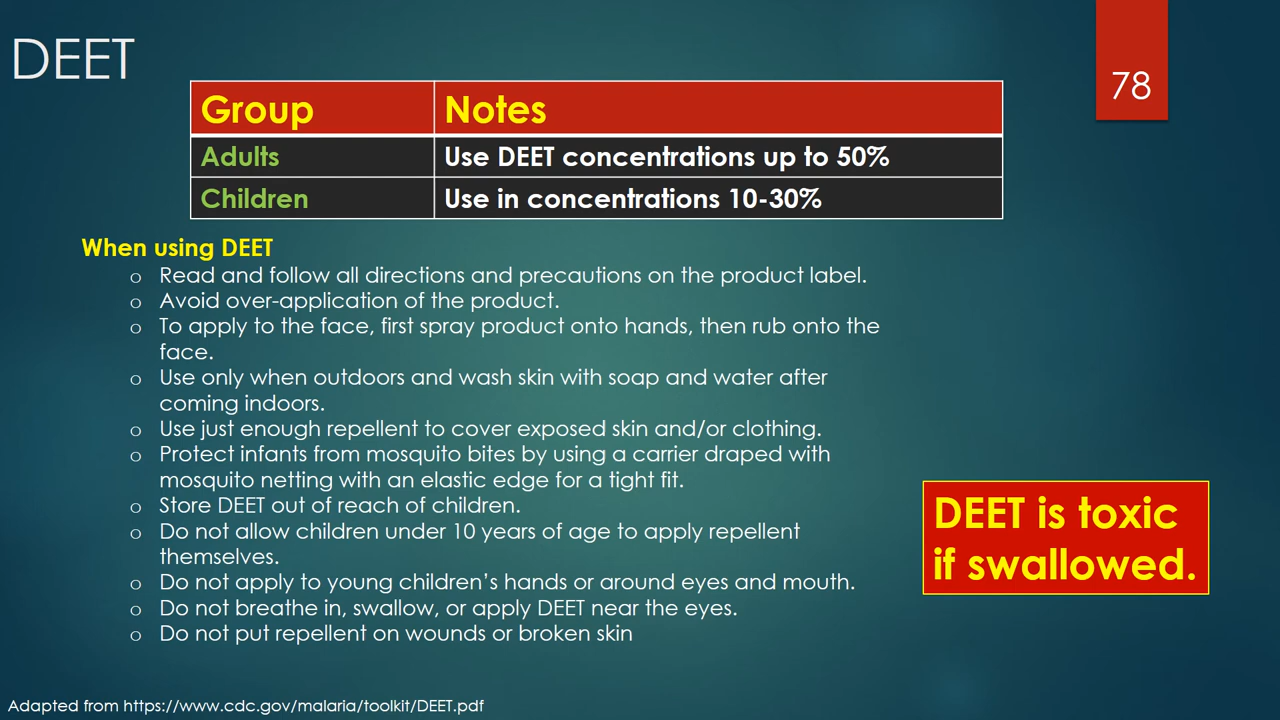 DEET
78
Group Notes
Adults Use DEET concentrations up to 50%
Children Use in concentrations 10-30%
When using DEET
o Read and follow all directions and precautions on the product label.
o Avoid over-application of the product.
o To apply to the face, first spray product onto hands, then rub onto the
face.
o Use only when outdoors and wash skin with soap and water after
coming indoors.
o Use just enough repellent to cover exposed skin and/or clothing.
o Protect infants from mosquito bites by using a carrier draped with
mosquito netting with an elastic edge for a tight fit.
o Store DEET out of reach of children.
o Do not allow children under 10 years of age to apply repellent
themselves.
o Do not apply to young children’s hands or around eyes and mouth.
o Do not breathe in, swallow, or apply DEET near the eyes.
o Do not put repellent on wounds or broken skin
DEET is toxic
if swallowed.
Adapted from https://www.cdc.gov/malaria/toolkit/DEET.pdf